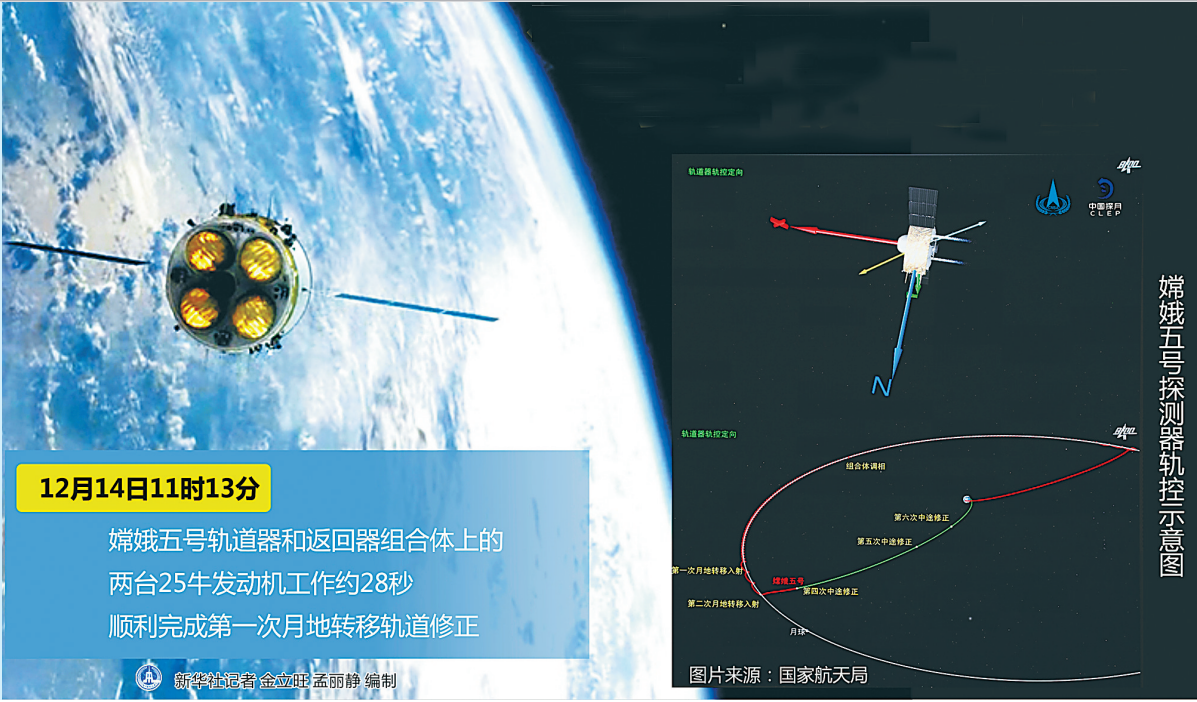 12月14日11时13分
嫦娥五号轨道器和返回器组合体上的
两台25牛发动机工作约28秒
顺利完成第一次月地转移轨道修正
新华社记者 金立旺 孟丽静 编制
轨道器轨控定向
中国探月
CLEP
N
轨道器轨控定向
组合体调相
第六次中途修正
第五次中途修正
第一次月地转移入射
嫦娥五号
第四次中途修正
第二次月地转移入射
月球
图片来源：国家航天局
嫦娥五号探测器轨控示意图